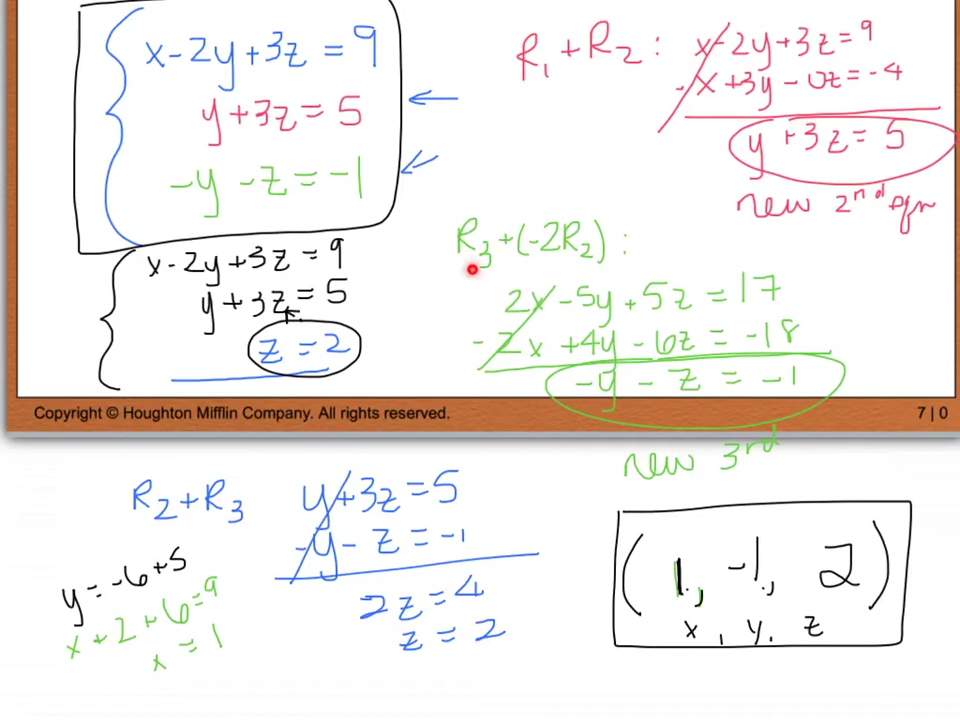 x - 2y + 3z = 9
y + 3z = 5
-y - z = -1
x - 2y + 3z = 9
y + 3z = 5
z = 2
R₁ + R₂ : x - 2y + 3z = 9
-x + 3y - 0z = -4
y + 3z = 5
new 2nd eqn
R₃ + (-2R₂) :
2x - 5y + 5z = 17
-2x + 4y - 6z = -18
-y - z = -1
Copyright © Houghton Mifflin Company. All rights reserved. 7 | 0
new 3rd
R₂ + R₃ y + 3z = 5
-y - z = -1
2z = 4
z = 2
y = -6 + 5
x + 2 + 6 = 9
x = 1
( 1, -1, 2 )
x , y, z